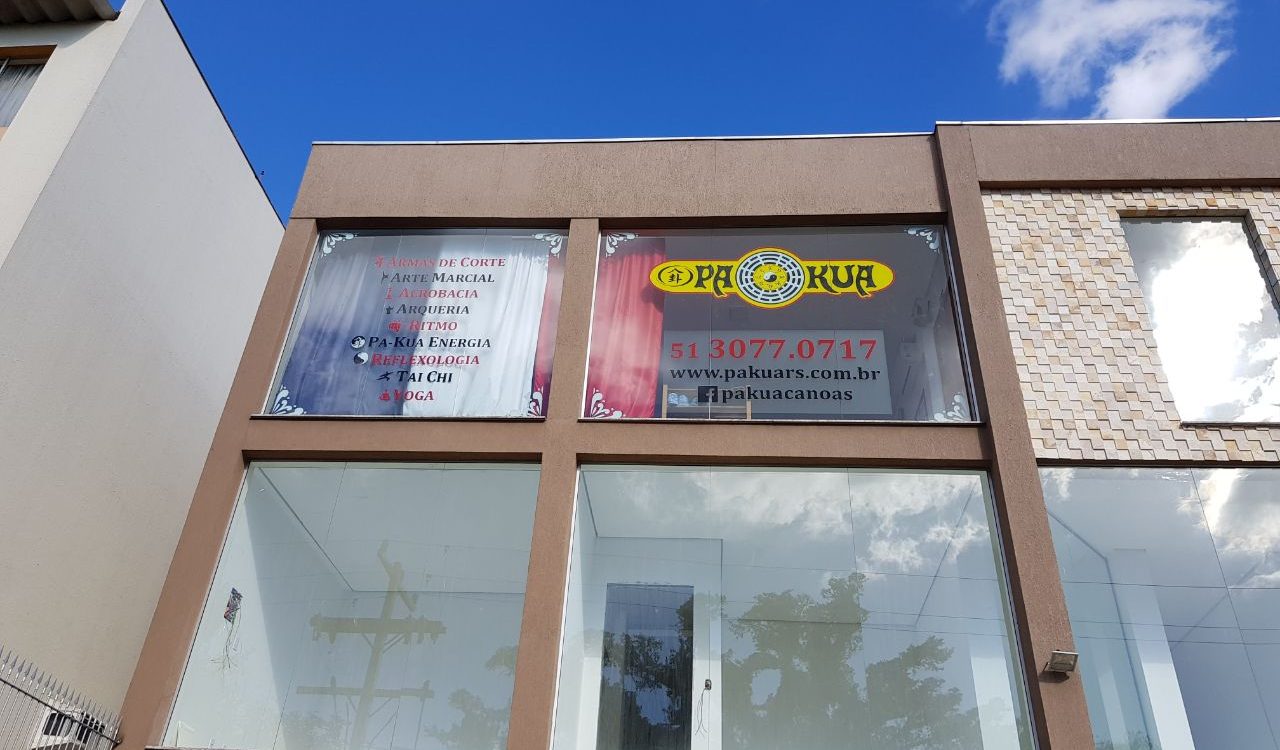 Armas de Corte
Arte Marcial
Acrobacia
Arqueria
Ritmo
Pa-Kua Energia
Reflexologia
Tai Chi
Yoga
PA KUA
51 3077.0717
www.pakuars.com.br
pakuacanoas